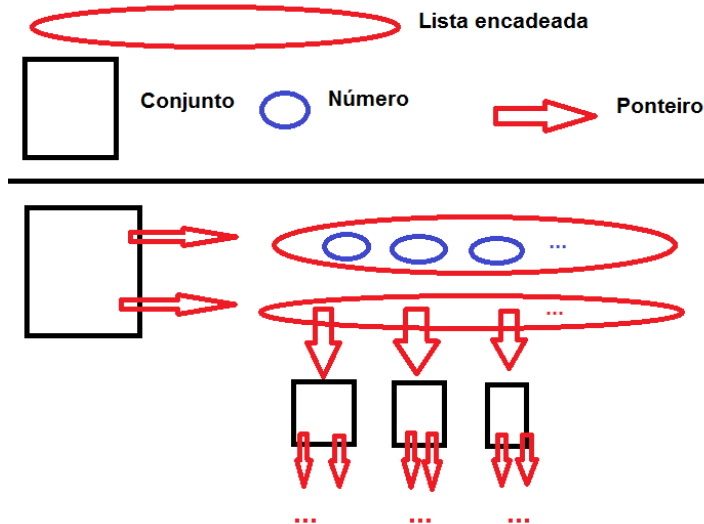 Lista encadeada
Conjunto
Número
Ponteiro
...
...
... ... ...